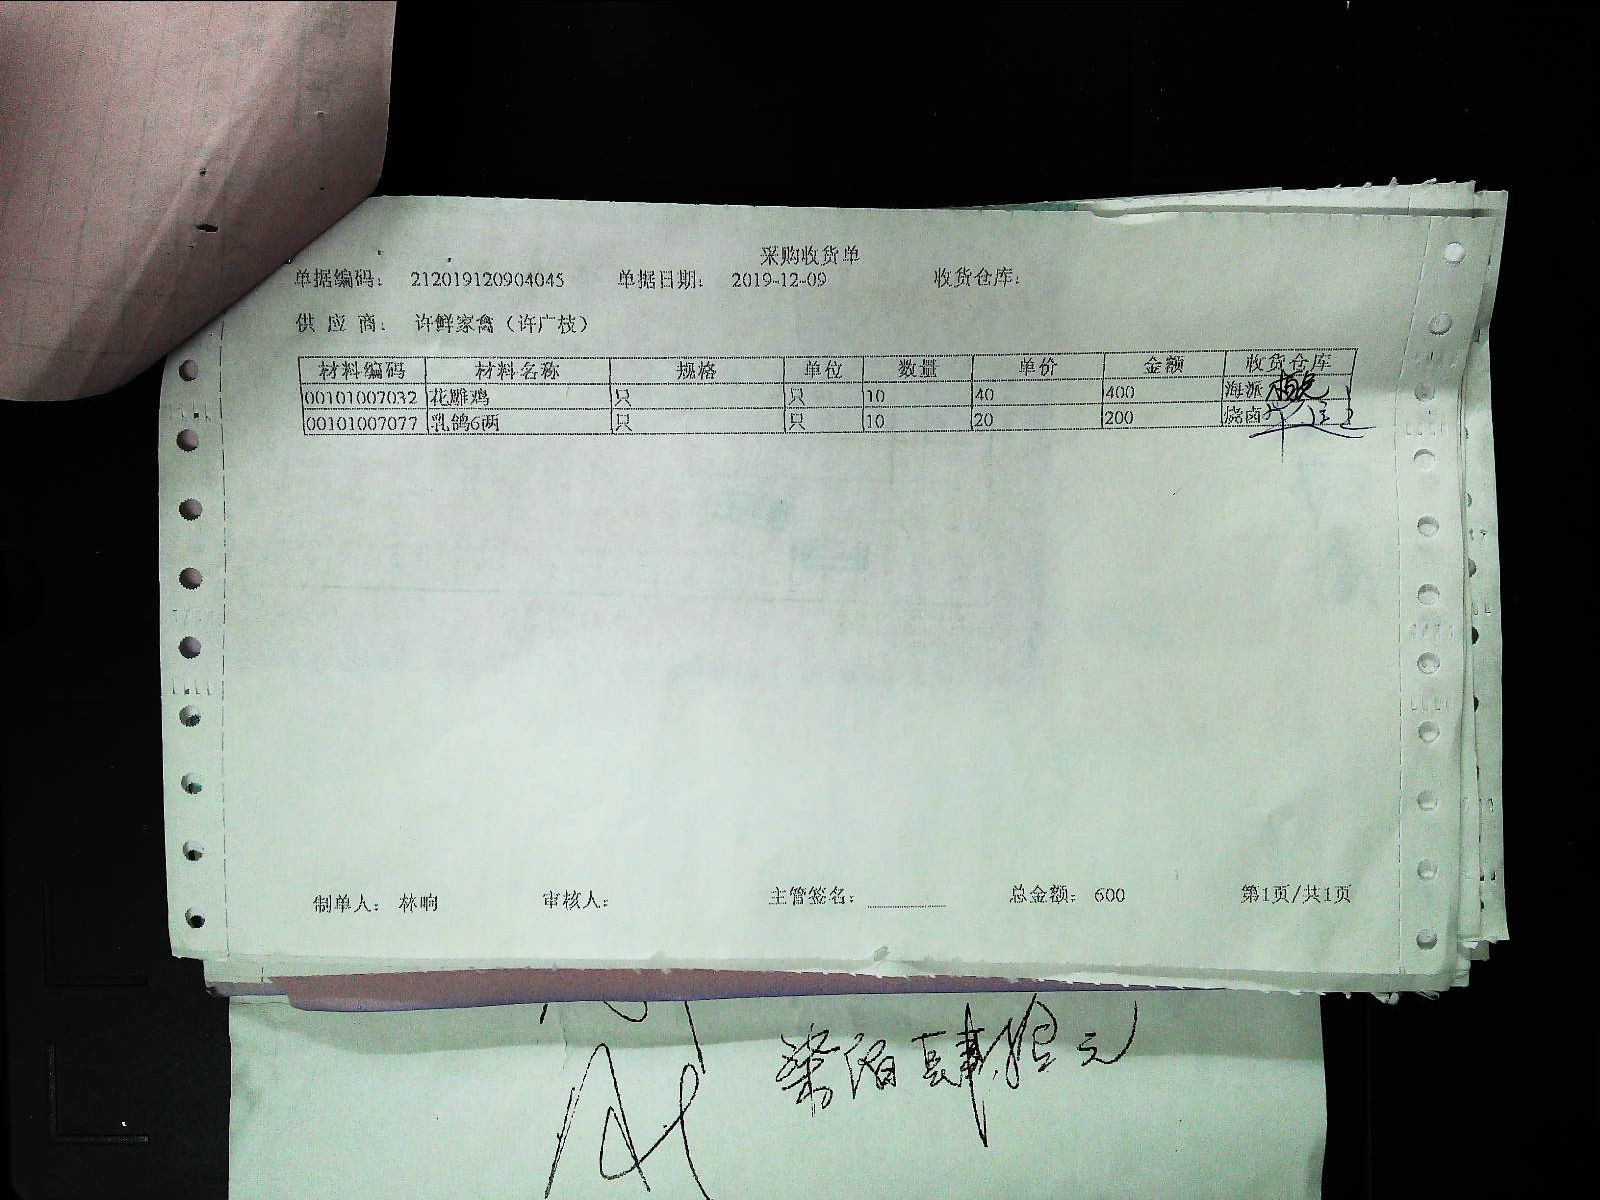 采购收货单
单据编码： 212019120904045 单据日期： 2019-12-09 收货仓库：
供 应 商： 许鲜家禽（许广枝）
材料编码 材料名称 规格 单位 数量 单价 金额 收货仓库
00101007032 花雕鸡 只 只 10 40 400 海派
00101007077 乳鸽6两 只 只 10 20 200 烧卤
制单人： 林响 审核人： 主管签名： 总金额： 600 第1页/共1页
柒佰肆拾元